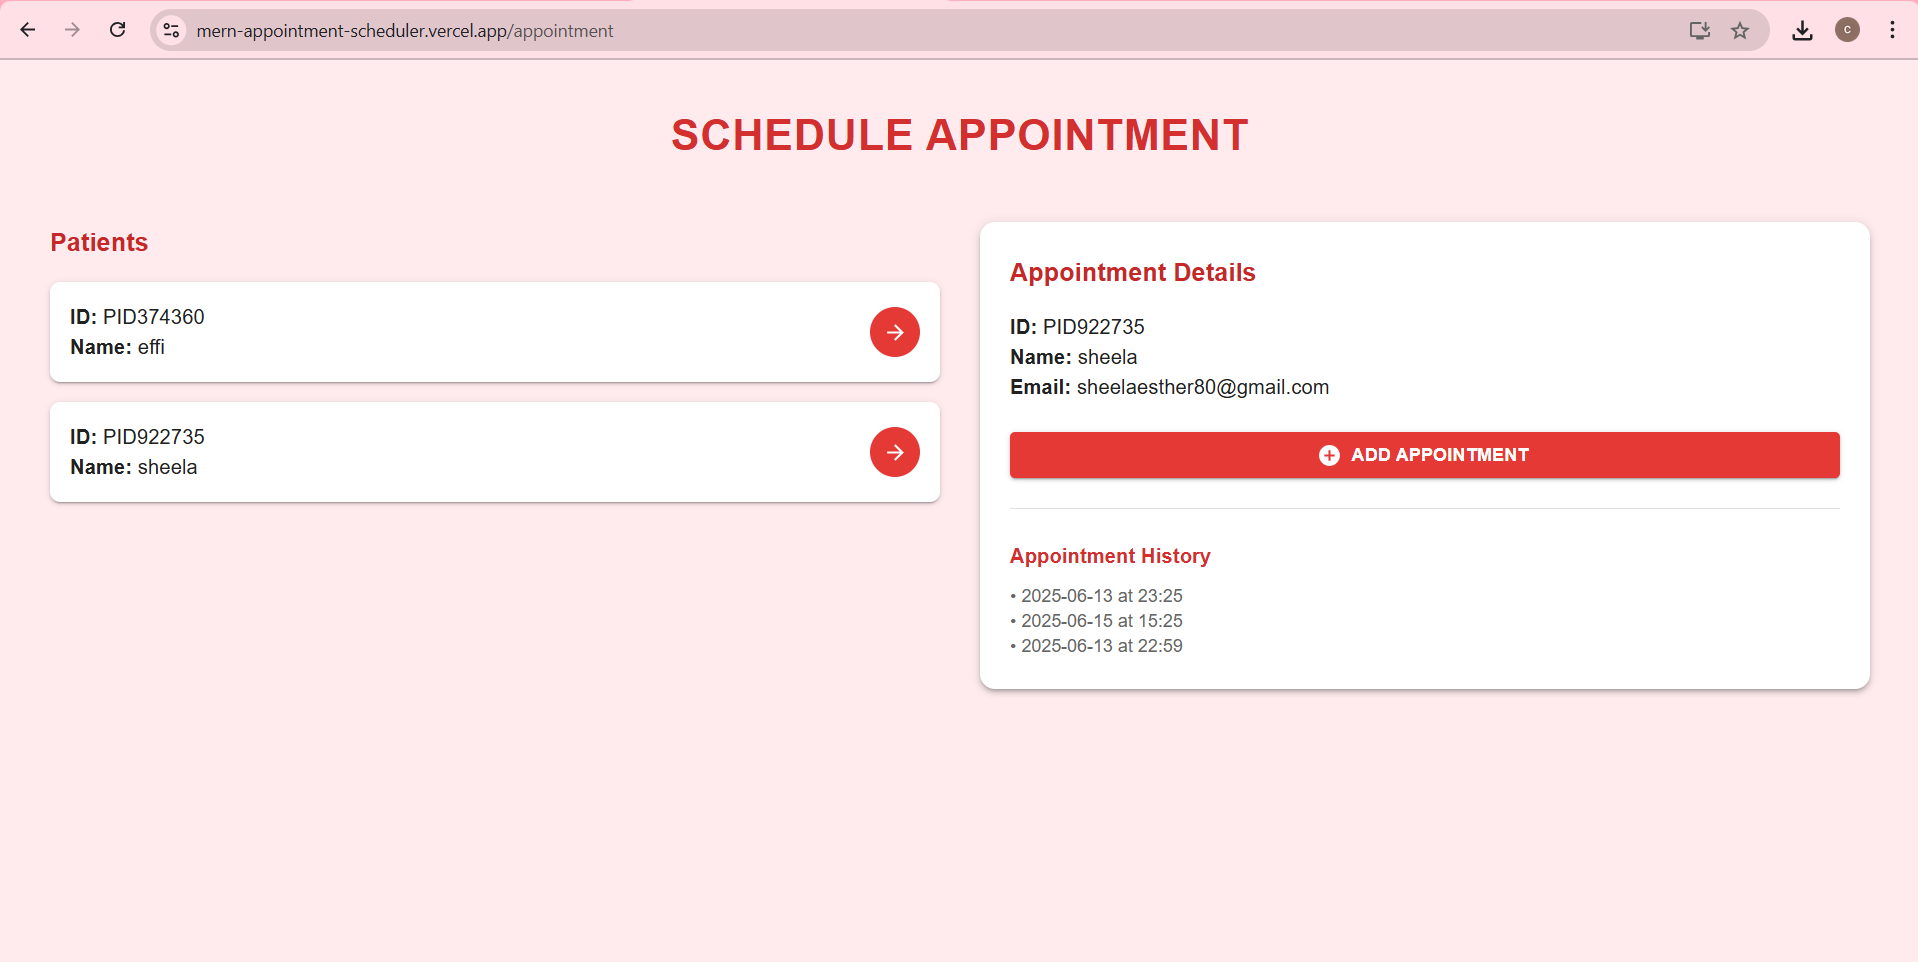 mern-appointment-scheduler.vercel.app/appointment
c
SCHEDULE APPOINTMENT
Patients
ID: PID374360
Name: effi
ID: PID922735
Name: sheela
Appointment Details
ID: PID922735
Name: sheela
Email: sheelaesther80@gmail.com
ADD APPOINTMENT
Appointment History
• 2025-06-13 at 23:25
• 2025-06-15 at 15:25
• 2025-06-13 at 22:59